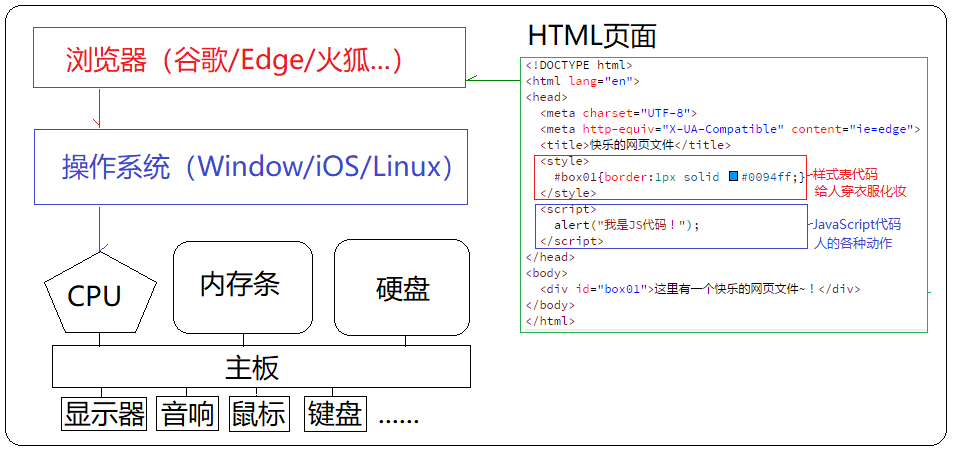 浏览器（谷歌/Edge/火狐...）
操作系统（Window/iOS/Linux）
CPU
内存条
硬盘
主板
显示器
音响
鼠标
键盘
......
HTML页面
<!DOCTYPE html>
<html lang="en">
<head>
<meta charset="UTF-8">
<meta http-equiv="X-UA-Compatible" content="ie=edge">
<title>快乐的网页文件</title>
<style>
#box01{border:1px solid #0094ff;}
</style>
样式表代码
给人穿衣服化妆
<script>
alert("我是JS代码！");
</script>
JavaScript代码
人的各种动作
</head>
<body>
<div id="box01">这里有一个快乐的网页文件~！</div>
</body>
</html>